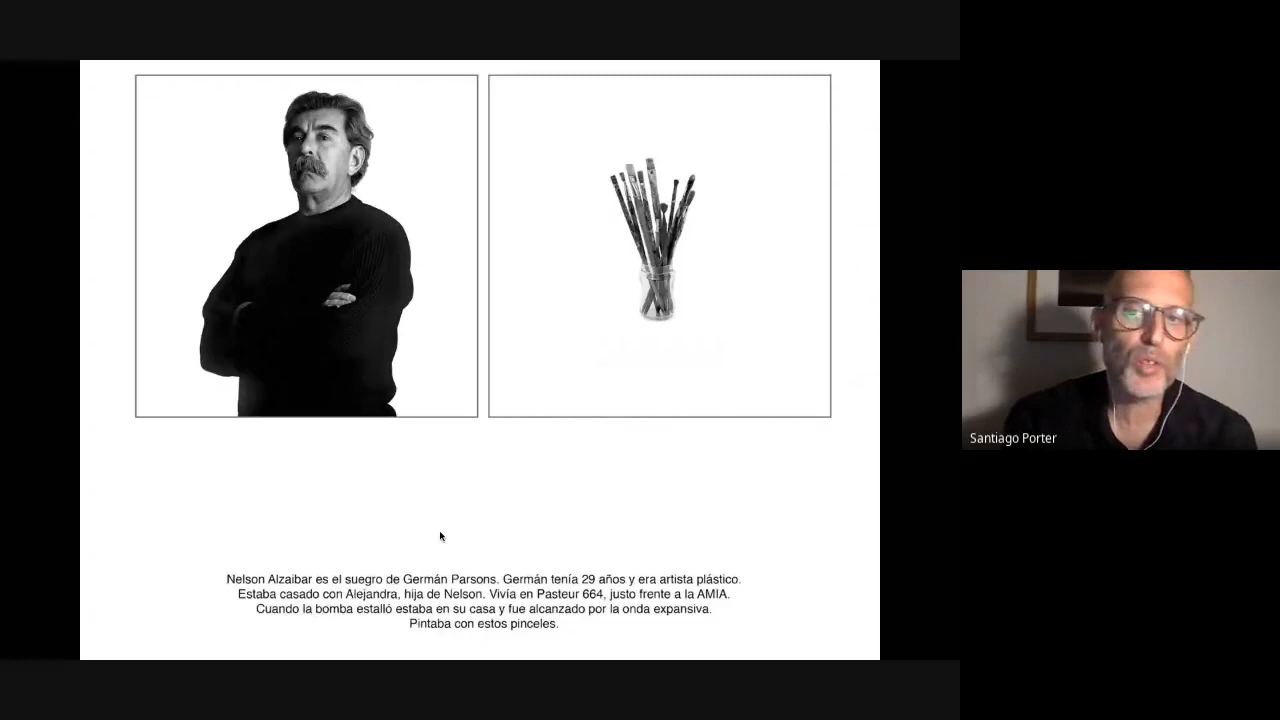 Nelson Alzaibar es el suegro de Germán Parsons. Germán tenía 29 años y era artista plástico.
Estaba casado con Alejandra, hija de Nelson. Vivía en Pasteur 664, justo frente a la AMIA.
Cuando la bomba estalló estaba en su casa y fue alcanzado por la onda expansiva.
Pintaba con estos pinceles.
Santiago Porter